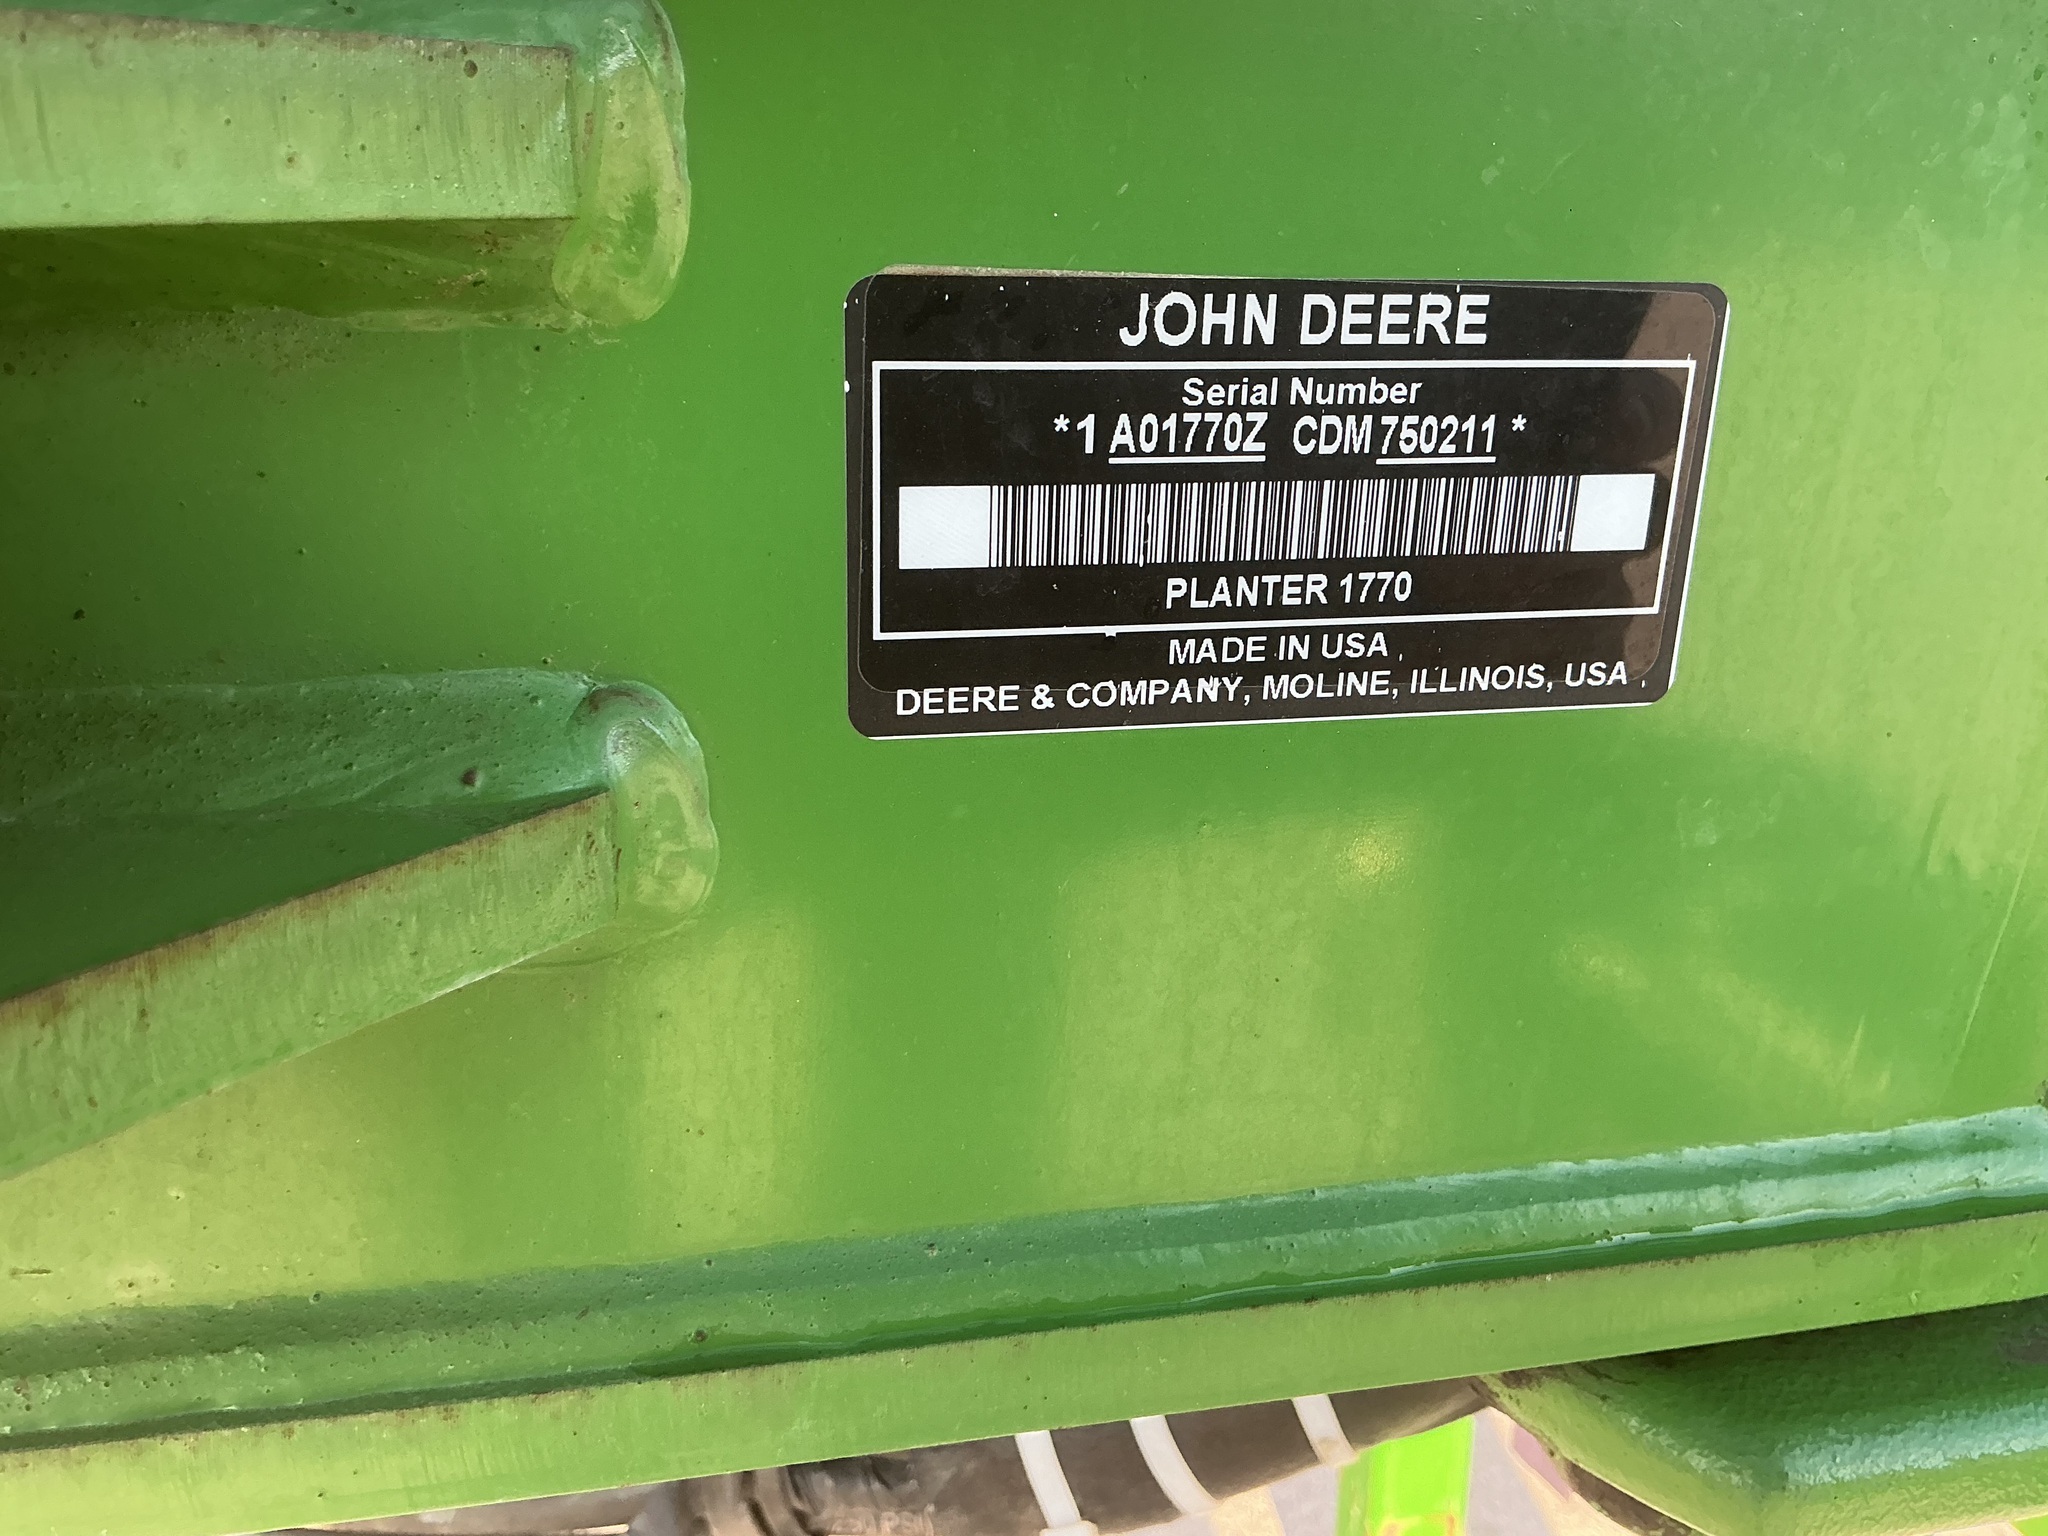 JOHN DEERE
Serial Number
*1 A01770Z CDM 750211 *
PLANTER 1770
MADE IN USA
DEERE & COMPANY, MOLINE, ILLINOIS, USA